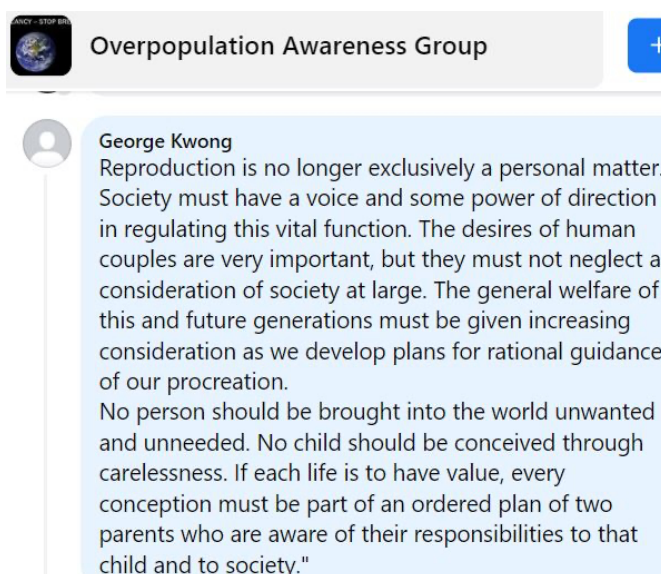 ANCY – STOP BRE
Overpopulation Awareness Group
+
George Kwong
Reproduction is no longer exclusively a personal matter.
Society must have a voice and some power of direction
in regulating this vital function. The desires of human
couples are very important, but they must not neglect a
consideration of society at large. The general welfare of
this and future generations must be given increasing
consideration as we develop plans for rational guidance
of our procreation.
No person should be brought into the world unwanted
and unneeded. No child should be conceived through
carelessness. If each life is to have value, every
conception must be part of an ordered plan of two
parents who are aware of their responsibilities to that
child and to society."